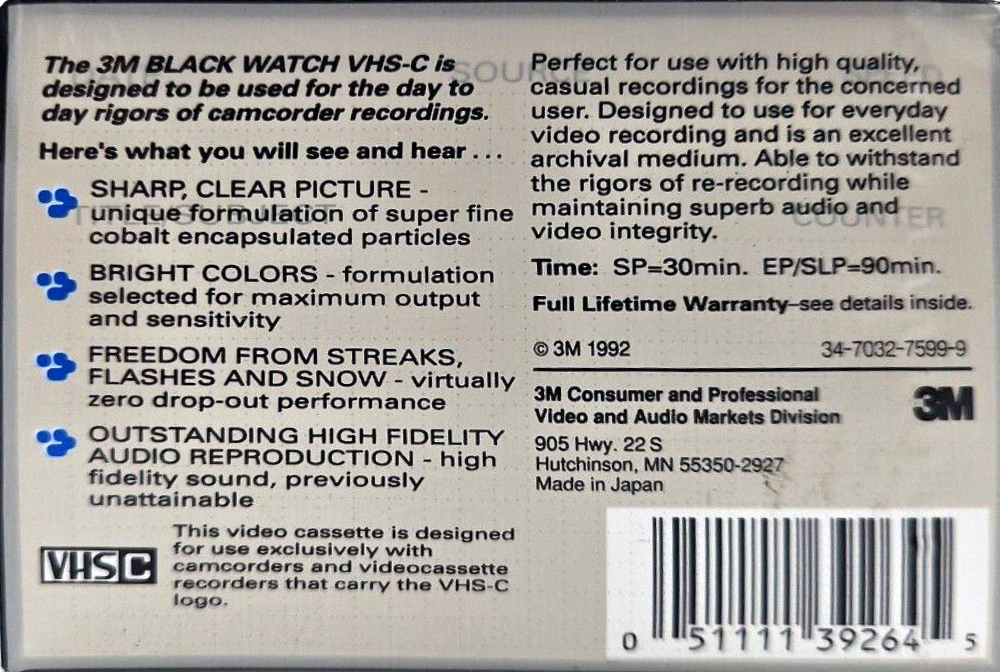 The 3M BLACK WATCH VHS-C is
designed to be used for the day to
day rigors of camcorder recordings.
Here's what you will see and hear ...
SHARP, CLEAR PICTURE -
unique formulation of super fine
cobalt encapsulated particles
BRIGHT COLORS - formulation
selected for maximum output
and sensitivity
FREEDOM FROM STREAKS,
FLASHES AND SNOW - virtually
zero drop-out performance
OUTSTANDING HIGH FIDELITY
AUDIO REPRODUCTION - high
fidelity sound, previously
unattainable
VHS C
This video cassette is designed
for use exclusively with
camcorders and videocassette
recorders that carry the VHS-C
logo.
SOURCE
COUNTER
Perfect for use with high quality,
casual recordings for the concerned
user. Designed to use for everyday
video recording and is an excellent
archival medium. Able to withstand
the rigors of re-recording while
maintaining superb audio and
video integrity.
Time: SP=30min. EP/SLP=90min.
Full Lifetime Warranty–see details inside.
© 3M 1992 34-7032-7599-9
3M Consumer and Professional
Video and Audio Markets Division
3M
905 Hwy. 22 S
Hutchinson, MN 55350-2927
Made in Japan
0 51111 39264 5